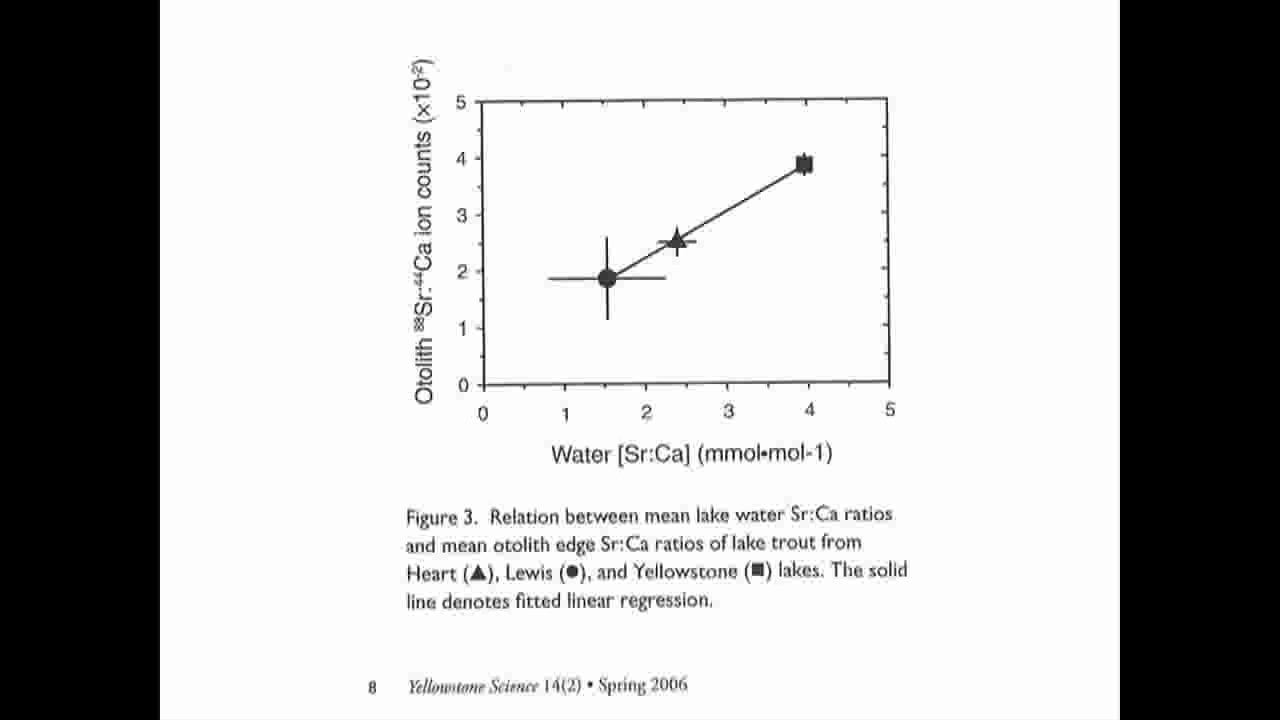 Otolith ⁸⁸Sr:⁴⁴Ca ion counts (×10⁻²)
5
4
3
2
1
0
0 1 2 3 4 5
Water [Sr:Ca] (mmol•mol-1)
Figure 3. Relation between mean lake water Sr:Ca ratios
and mean otolith edge Sr:Ca ratios of lake trout from
Heart (▲), Lewis (●), and Yellowstone (■) lakes. The solid
line denotes fitted linear regression.
8 Yellowstone Science 14(2) • Spring 2006